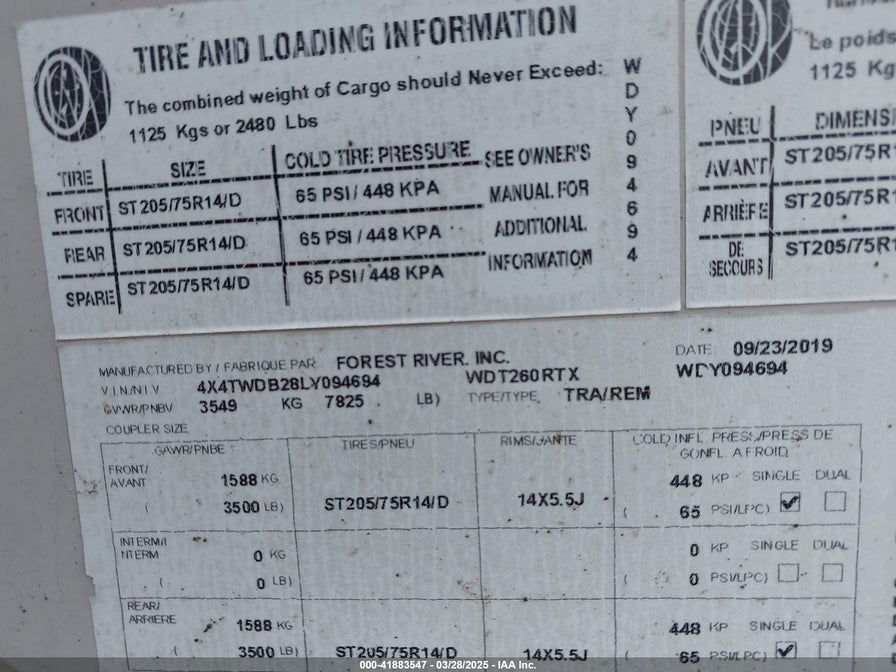 TIRE AND LOADING INFORMATION
The combined weight of Cargo should Never Exceed:
1125 Kgs or 2480 Lbs
TIRE SIZE COLD TIRE PRESSURE
FRONT ST205/75R14/D 65 PSI / 448 KPA
REAR ST205/75R14/D 65 PSI / 448 KPA
SPARE ST205/75R14/D 65 PSI / 448 KPA
SEE OWNER'S
MANUAL FOR
ADDITIONAL
INFORMATION
WDY094694
Le poids
1125 Kg
PNEU DIMENSI
AVANT ST205/75R1
ARRIÈRE ST205/75R1
DE
SECOURS ST205/75R1
MANUFACTURED BY / FABRIQUE PAR FOREST RIVER, INC. DATE 09/23/2019
V I N/N I V 4X4TWDB28LY094694 WDT260RTX WDY094694
GVWR/PNBV 3549 KG 7825 LB) TYPE/TYPE TRA/REM
COUPLER SIZE
GAWR/PNBE TIRES/PNEU RIMS/JANTE COLD INFL. PRESS/PRESS DE
GONFL. A FROID
FRONT/
AVANT 1588 KG 448 KP SINGLE DUAL
( 3500 LB) ST205/75R14/D 14X5.5J ( 65 PSI/LPC)
INTERM/I
NTERM 0 KG 0 KP SINGLE DUAL
( 0 LB) ( 0 PSI/LPC)
REAR/
ARRIERE 1588 KG 448 KP SINGLE DUAL
( 3500 LB) ST205/75R14/D 14X5.5J ( 65 PSI/LPC)
000-41883547 - 03/28/2025 - IAA Inc.